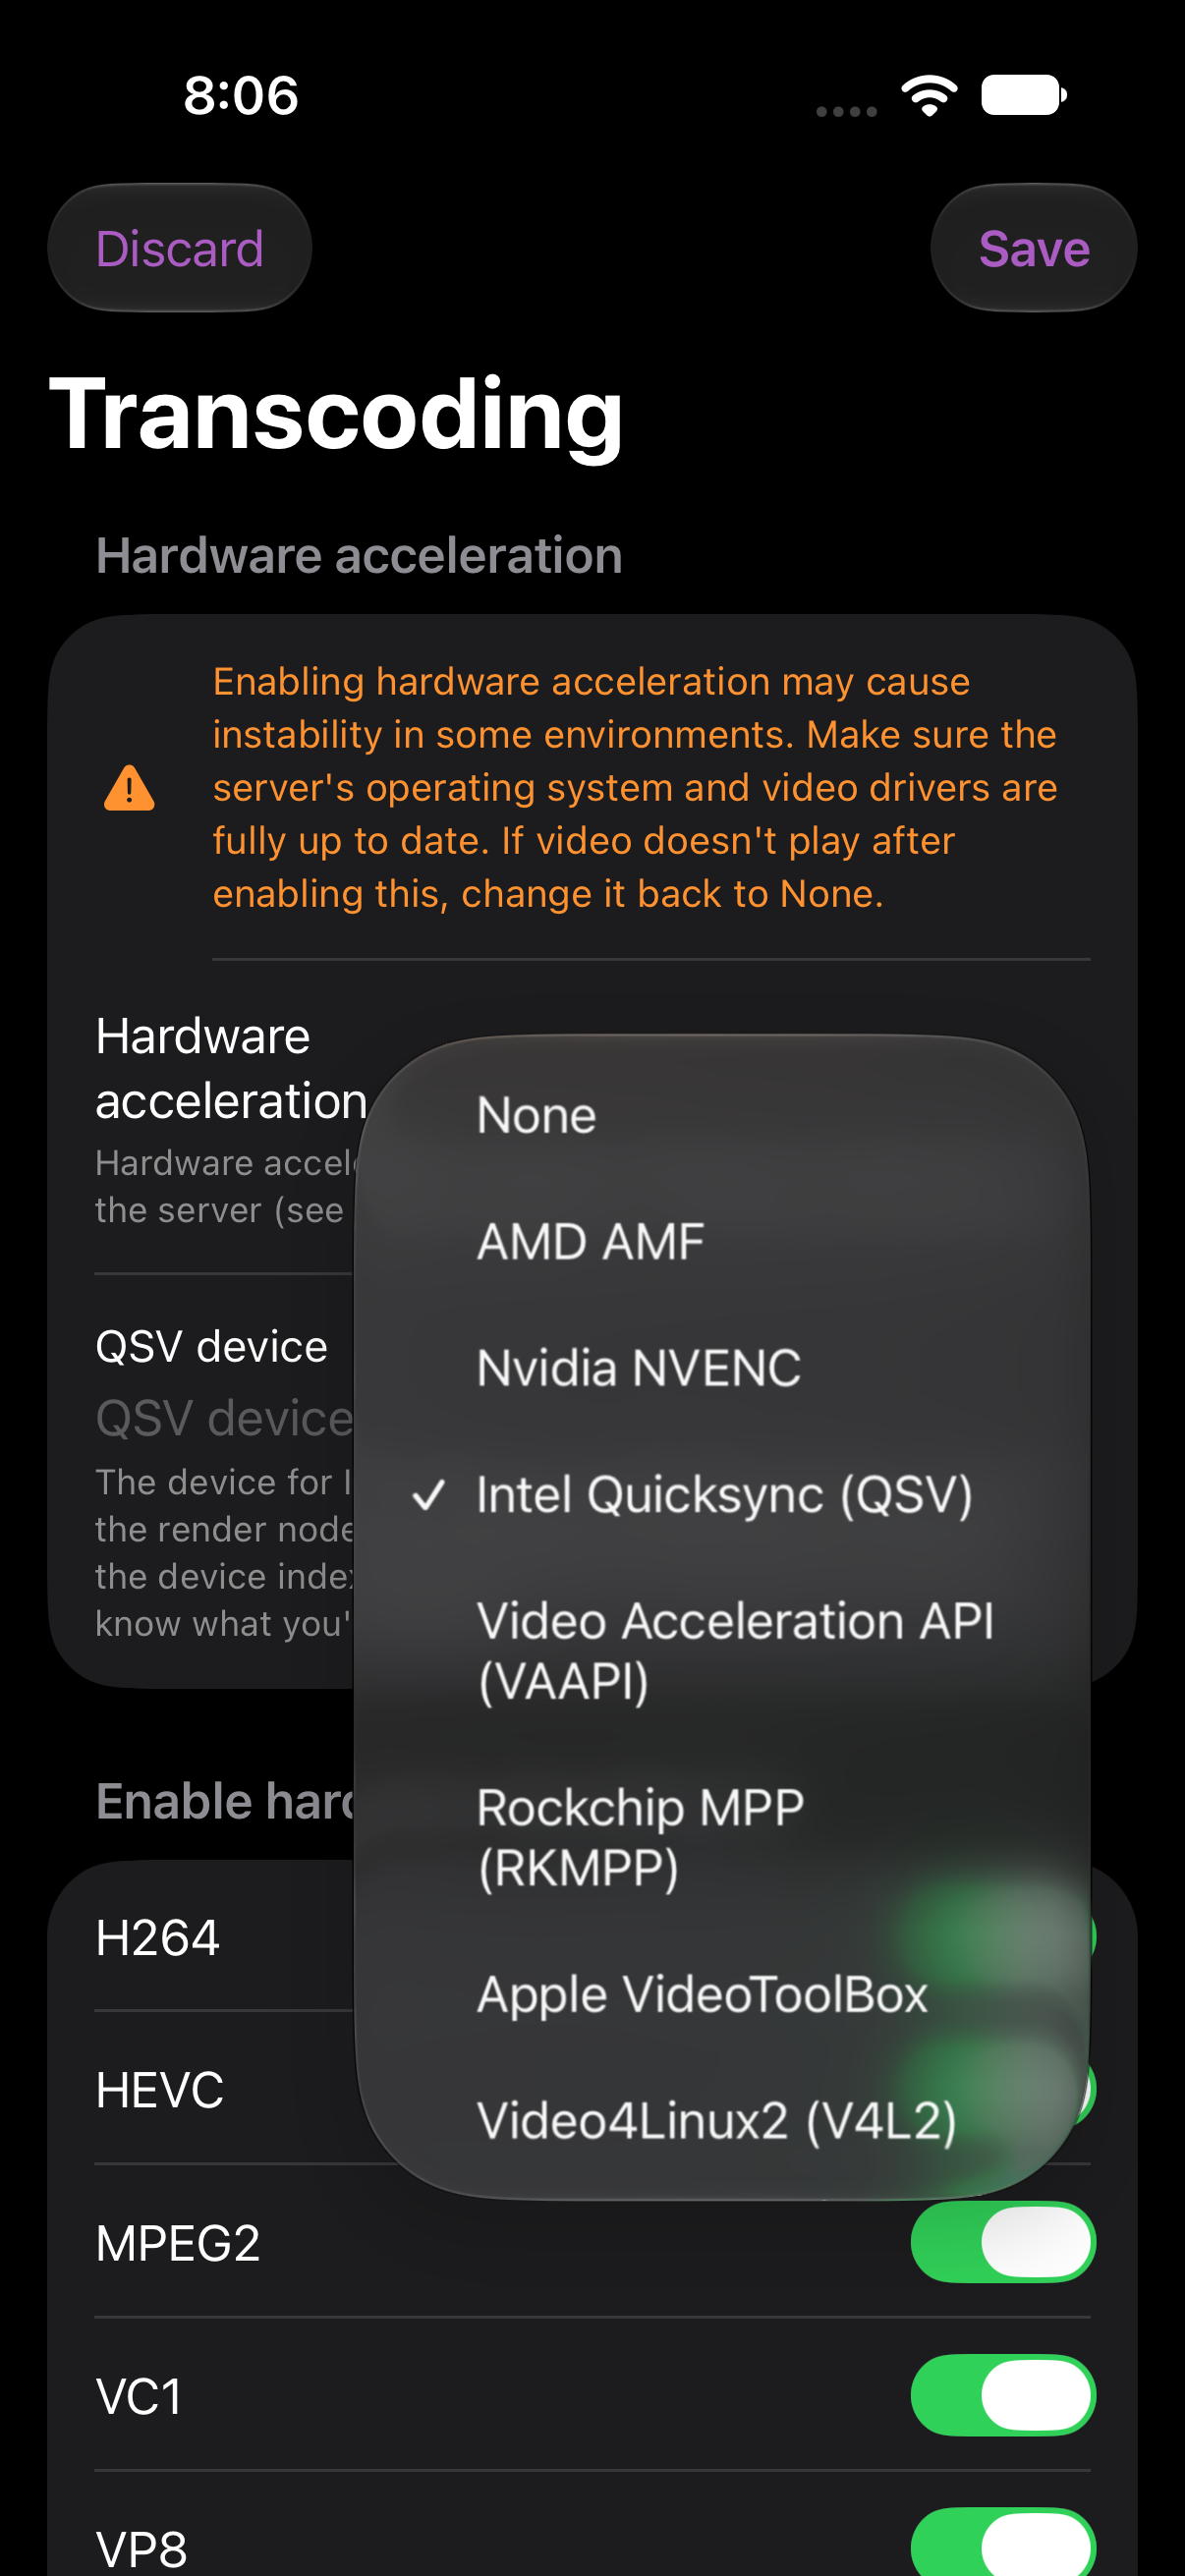 8:06
Discard
Save
Transcoding
Hardware acceleration
Enabling hardware acceleration may cause
instability in some environments. Make sure the
server's operating system and video drivers are
fully up to date. If video doesn't play after
enabling this, change it back to None.
Hardware
acceleration
Hardware
the server (see
QSV device
QSV device
The device for
the render node
the device
know what
Enable
H264
HEVC
MPEG2
VC1
VP8
None
AMD AMF
Nvidia NVENC
✓ Intel Quicksync (QSV)
Video Acceleration API
(VAAPI)
Rockchip MPP
(RKMPP)
Apple VideoToolBox
Video4Linux2 (V4L2)